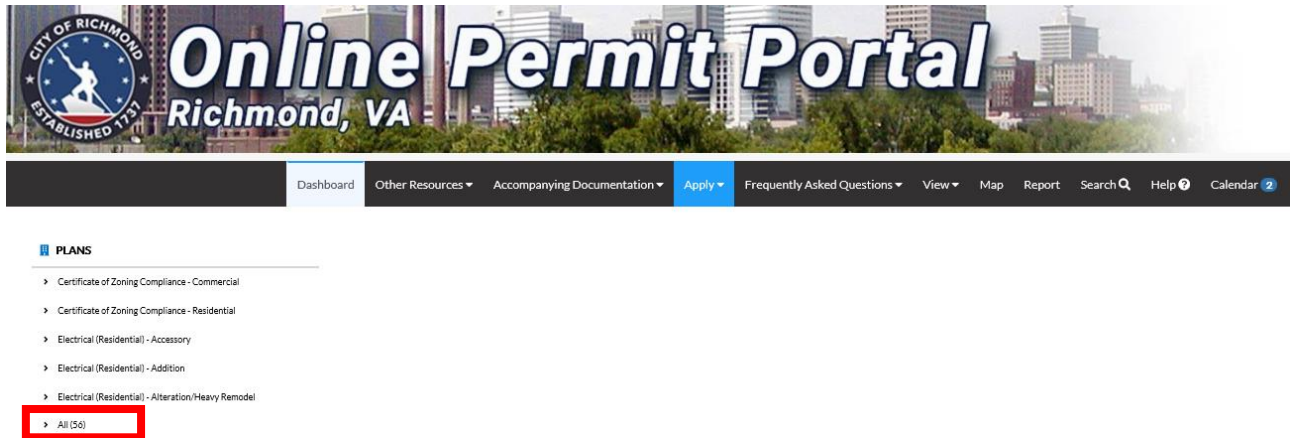 CITY OF RICHMOND
ESTABLISHED 1737
Online Permit Portal
Richmond, VA
Dashboard Other Resources Accompanying Documentation Apply Frequently Asked Questions View Map Report Search Help ? Calendar 2
PLANS
Certificate of Zoning Compliance - Commercial
Certificate of Zoning Compliance - Residential
Electrical (Residential) - Accessory
Electrical (Residential) - Addition
Electrical (Residential) - Alteration/Heavy Remodel
All (56)